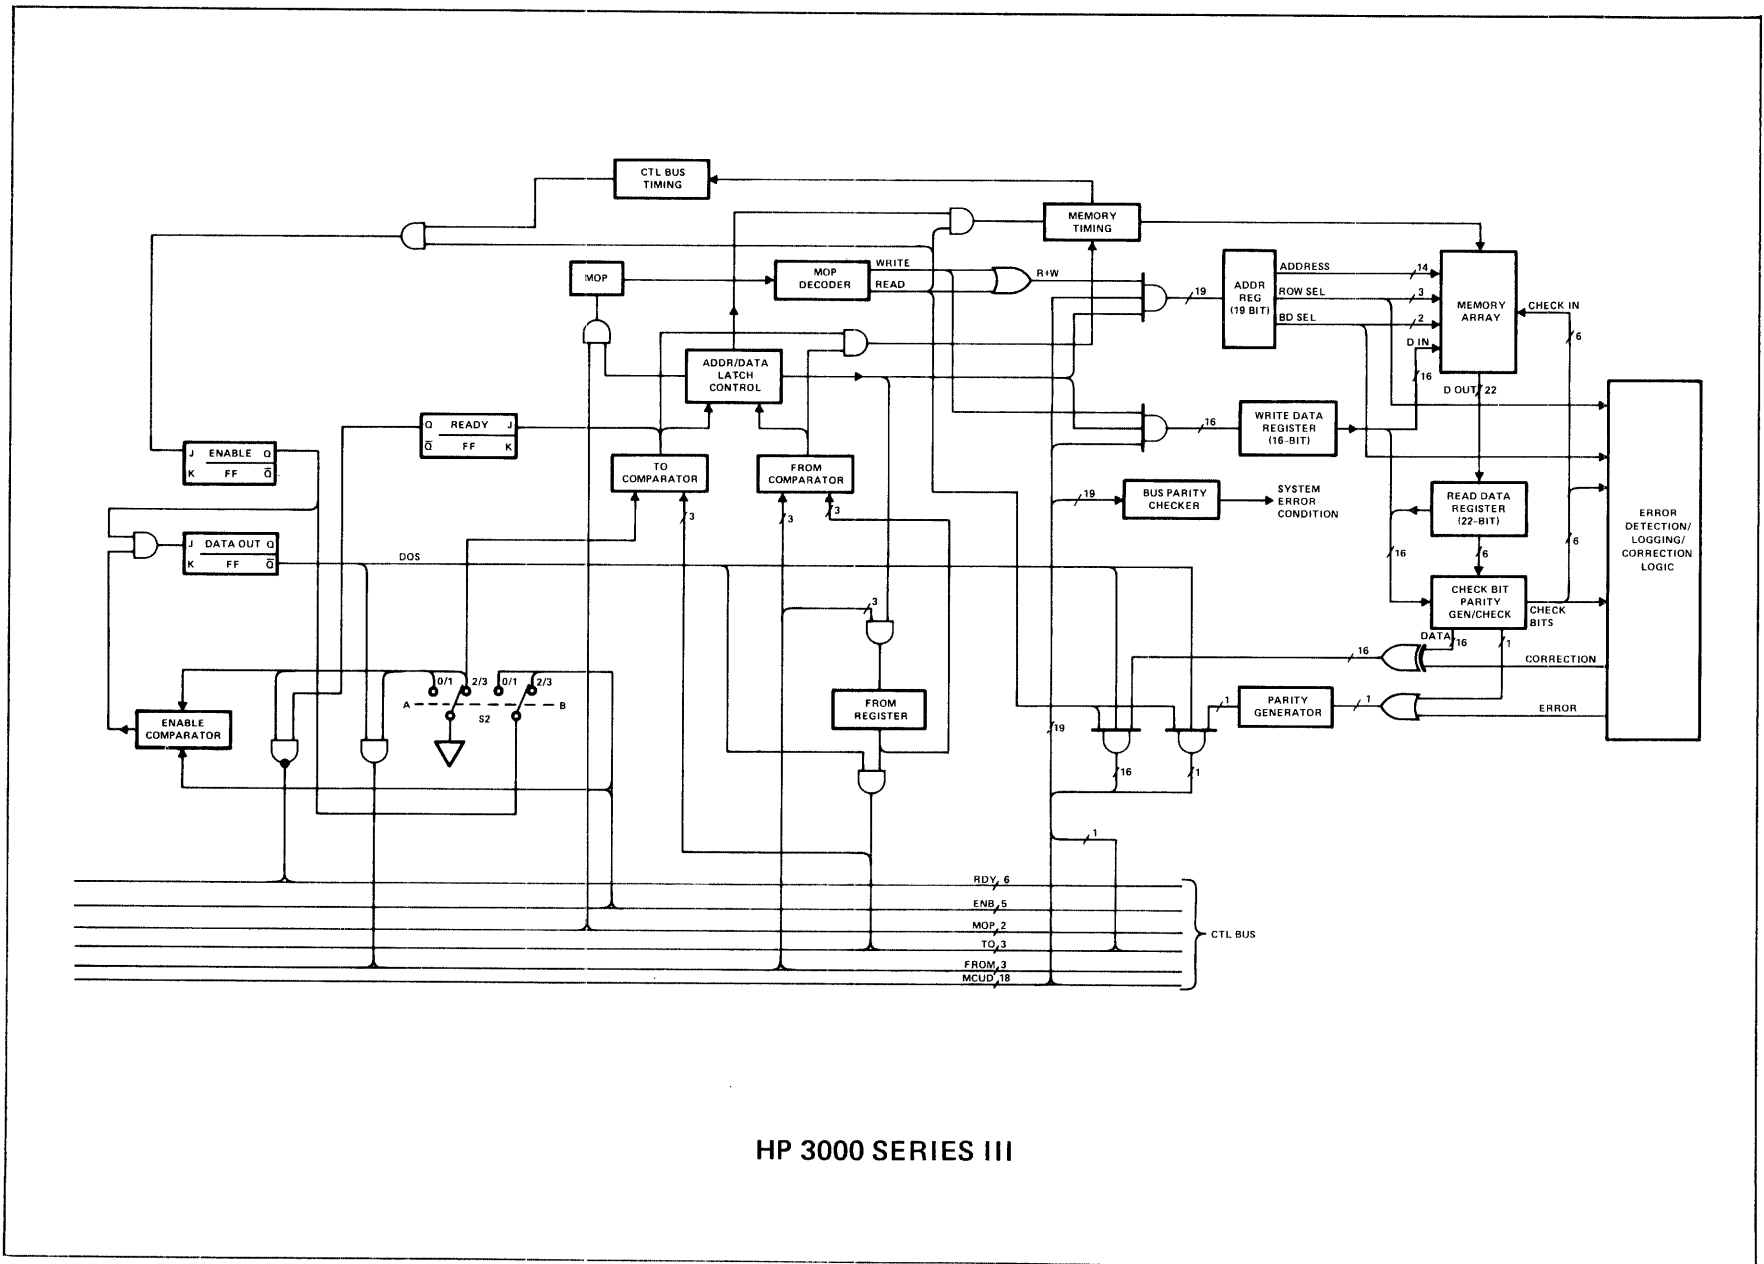 CTL BUS
TIMING
MEMORY
TIMING
MOP
MOP
DECODER
WRITE
READ
R+W
19
ADDR
REG
(19 BIT)
ADDRESS
14
ROW SEL
3
BD SEL
2
D IN
16
MEMORY
ARRAY
CHECK IN
6
D OUT
22
ADDR/DATA
LATCH
CONTROL
Q READY J
Q̅ FF K
J ENABLE Q
K FF Q̅
TO
COMPARATOR
FROM
COMPARATOR
3
3
3
16
WRITE DATA
REGISTER
(16-BIT)
19
BUS PARITY
CHECKER
SYSTEM
ERROR
CONDITION
READ DATA
REGISTER
(22-BIT)
16
6
6
ERROR
DETECTION/
LOGGING/
CORRECTION
LOGIC
J DATA OUT Q
K FF Q̅
DOS
3
CHECK BIT
PARITY
GEN/CHECK
CHECK
BITS
DATA
16
1
16
CORRECTION
ENABLE
COMPARATOR
0/1
2/3
0/1
2/3
A
S2
B
FROM
REGISTER
19
1
PARITY
GENERATOR
1
ERROR
16
1
1
RDY 6
ENB 5
MOP 2
TO 3
FROM 3
MCUD 18
CTL BUS
HP 3000 SERIES III